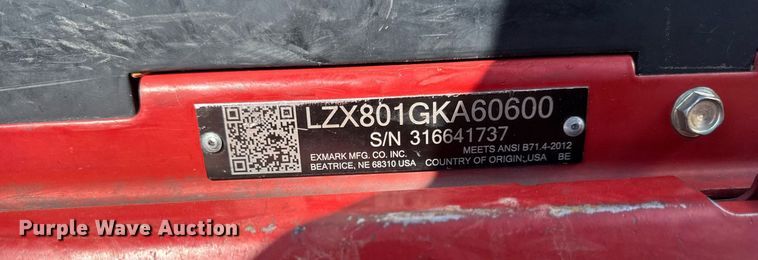 LZX801GKA60600
S/N 316641737
EXMARK MFG. CO. INC. MEETS ANSI B71.4-2012
BEATRICE, NE 68310 USA COUNTRY OF ORIGIN: USA BE
Purple Wave Auction